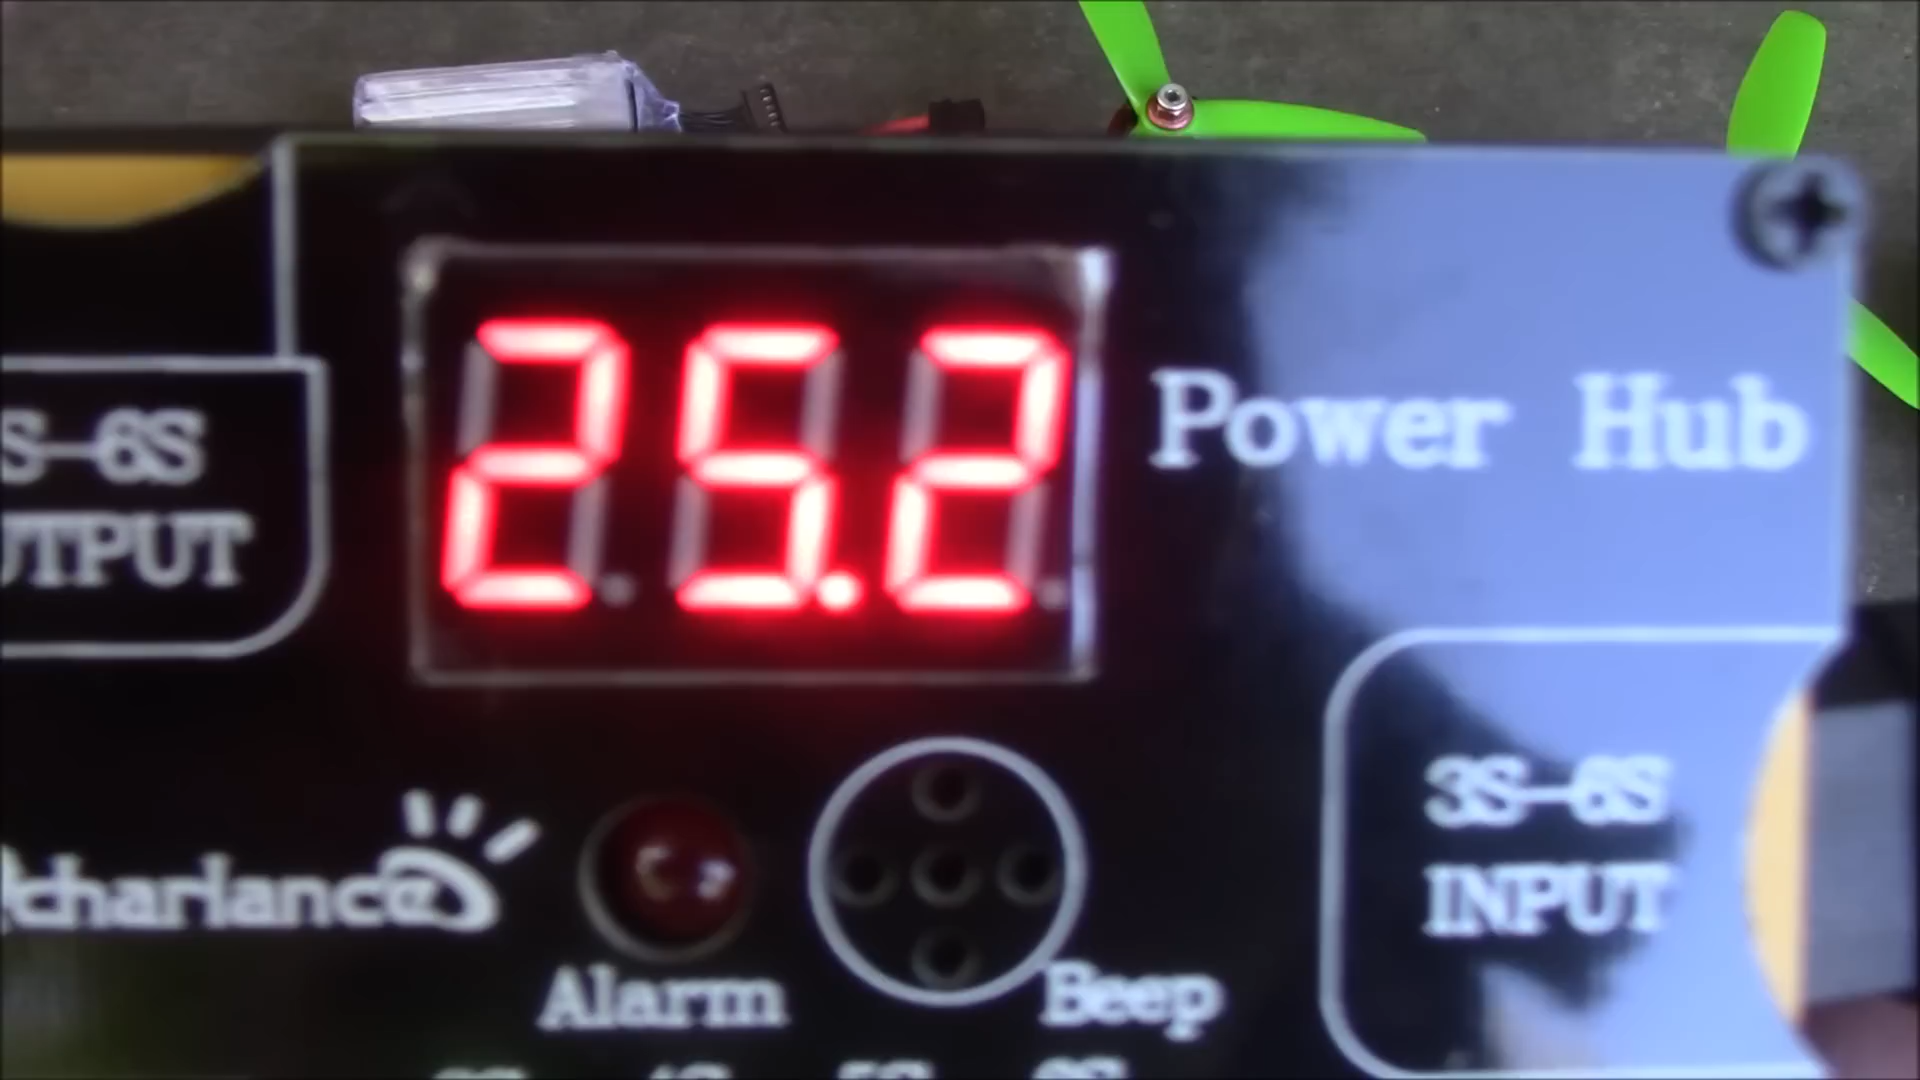 25.2
Power Hub
S-6S
UTPUT
3S-6S
INPUT
charlance
Alarm
Beep